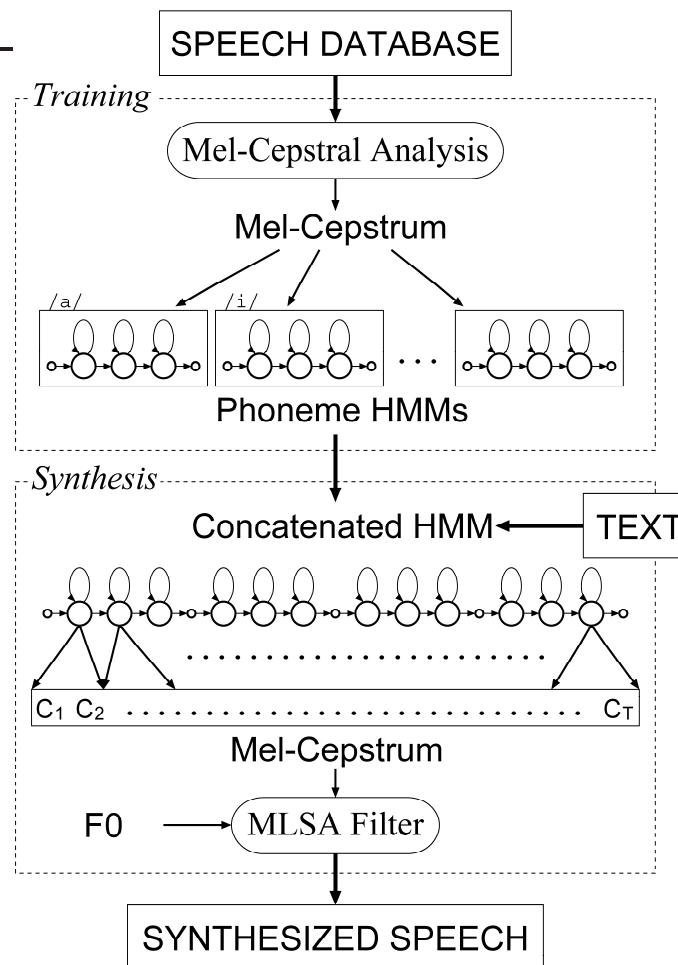 SPEECH DATABASE
Training
Mel-Cepstral Analysis
Mel-Cepstrum
/a/ /i/
. . .
Phoneme HMMs
Synthesis
Concatenated HMM TEXT
C1 C2 CT
Mel-Cepstrum
F0 MLSA Filter
SYNTHESIZED SPEECH